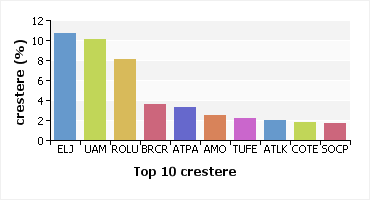 crestere (%)
12
10
8
6
4
2
0
ELJ UAM ROLU BRCR ATPA AMO TUFE ATLK COTE SOCP
Top 10 crestere